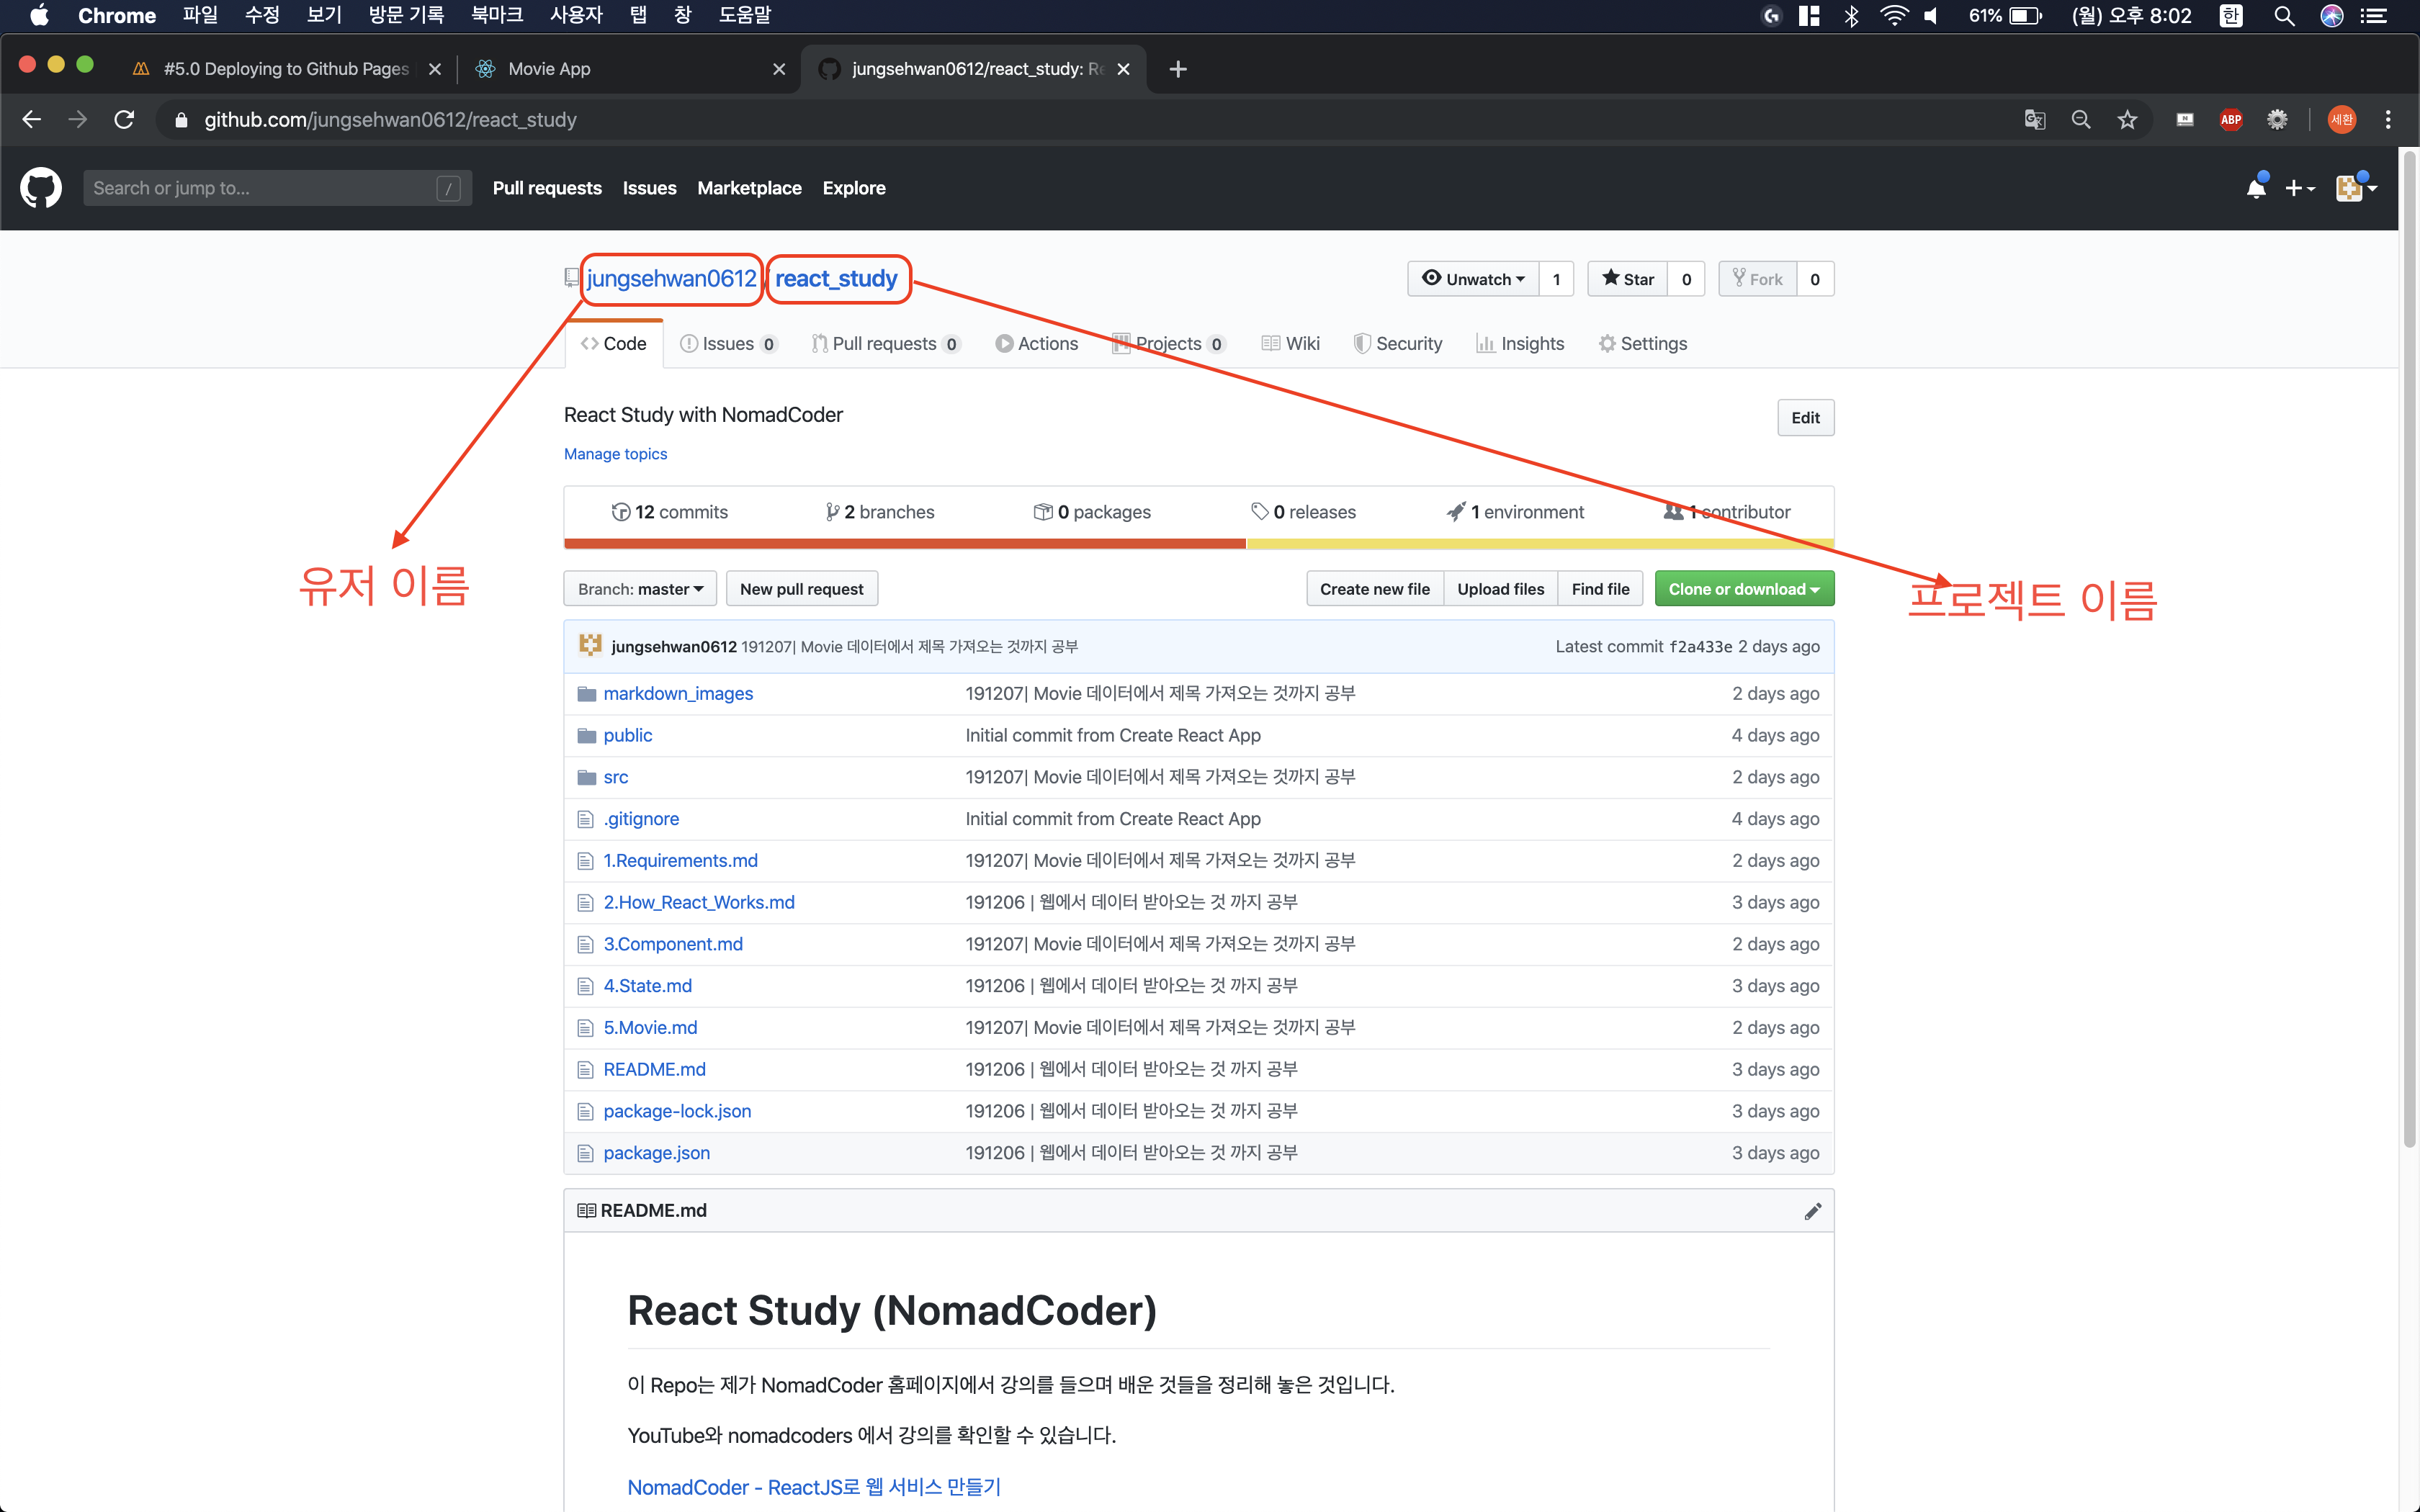 Chrome 파일 수정 보기 방문 기록 북마크 사용자 탭 창 도움말 61% (월) 오후 8:02 한
#5.0 Deploying to Github Pages Movie App jungsehwan0612/react_study: Re
github.com/jungsehwan0612/react_study ABP 세환
Search or jump to... / Pull requests Issues Marketplace Explore
jungsehwan0612 / react_study Unwatch 1 Star 0 Fork 0
Code Issues 0 Pull requests 0 Actions Projects 0 Wiki Security Insights Settings
React Study with NomadCoder Edit
Manage topics
12 commits 2 branches 0 packages 0 releases 1 environment 1 contributor
유저 이름
프로젝트 이름
Branch: master New pull request Create new file Upload files Find file Clone or download
jungsehwan0612 191207| Movie 데이터에서 제목 가져오는 것까지 공부 Latest commit f2a433e 2 days ago
markdown_images 191207| Movie 데이터에서 제목 가져오는 것까지 공부 2 days ago
public Initial commit from Create React App 4 days ago
src 191207| Movie 데이터에서 제목 가져오는 것까지 공부 2 days ago
.gitignore Initial commit from Create React App 4 days ago
1.Requirements.md 191207| Movie 데이터에서 제목 가져오는 것까지 공부 2 days ago
2.How_React_Works.md 191206 | 웹에서 데이터 받아오는 것 까지 공부 3 days ago
3.Component.md 191207| Movie 데이터에서 제목 가져오는 것까지 공부 2 days ago
4.State.md 191206 | 웹에서 데이터 받아오는 것 까지 공부 3 days ago
5.Movie.md 191207| Movie 데이터에서 제목 가져오는 것까지 공부 2 days ago
README.md 191206 | 웹에서 데이터 받아오는 것 까지 공부 3 days ago
package-lock.json 191206 | 웹에서 데이터 받아오는 것 까지 공부 3 days ago
package.json 191206 | 웹에서 데이터 받아오는 것 까지 공부 3 days ago
README.md
React Study (NomadCoder)
이 Repo는 제가 NomadCoder 홈페이지에서 강의를 들으며 배운 것들을 정리해 놓은 것입니다.
YouTube와 nomadcoders 에서 강의를 확인할 수 있습니다.
NomadCoder - ReactJS로 웹 서비스 만들기